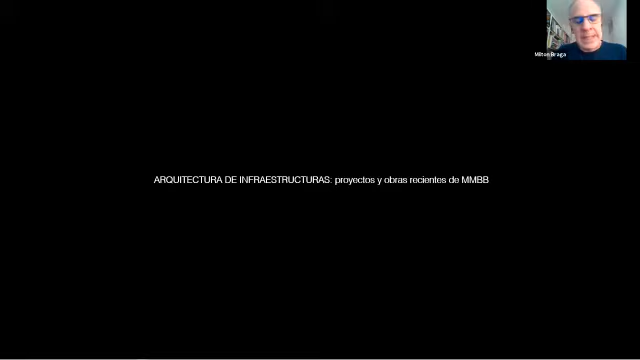 Milton Braga
ARQUITECTURA DE INFRAESTRUCTURAS: proyectos y obras recientes de MMBB